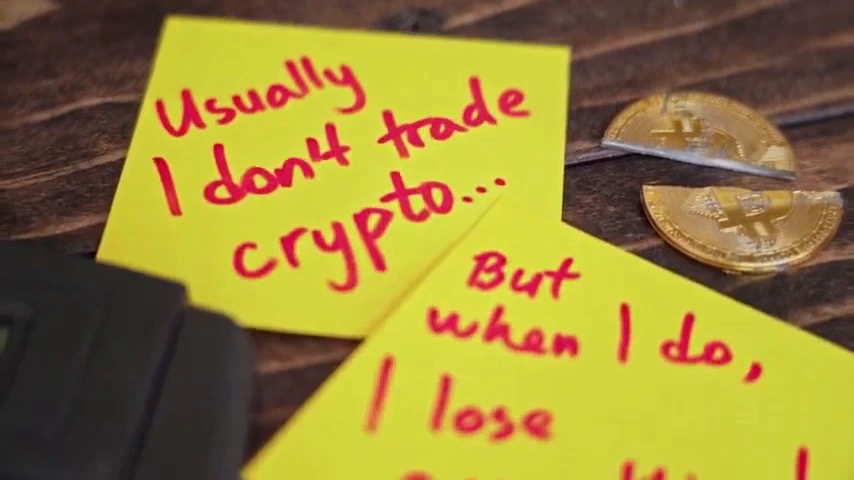 Usually
I don't trade
crypto...
But
when I do,
I lose